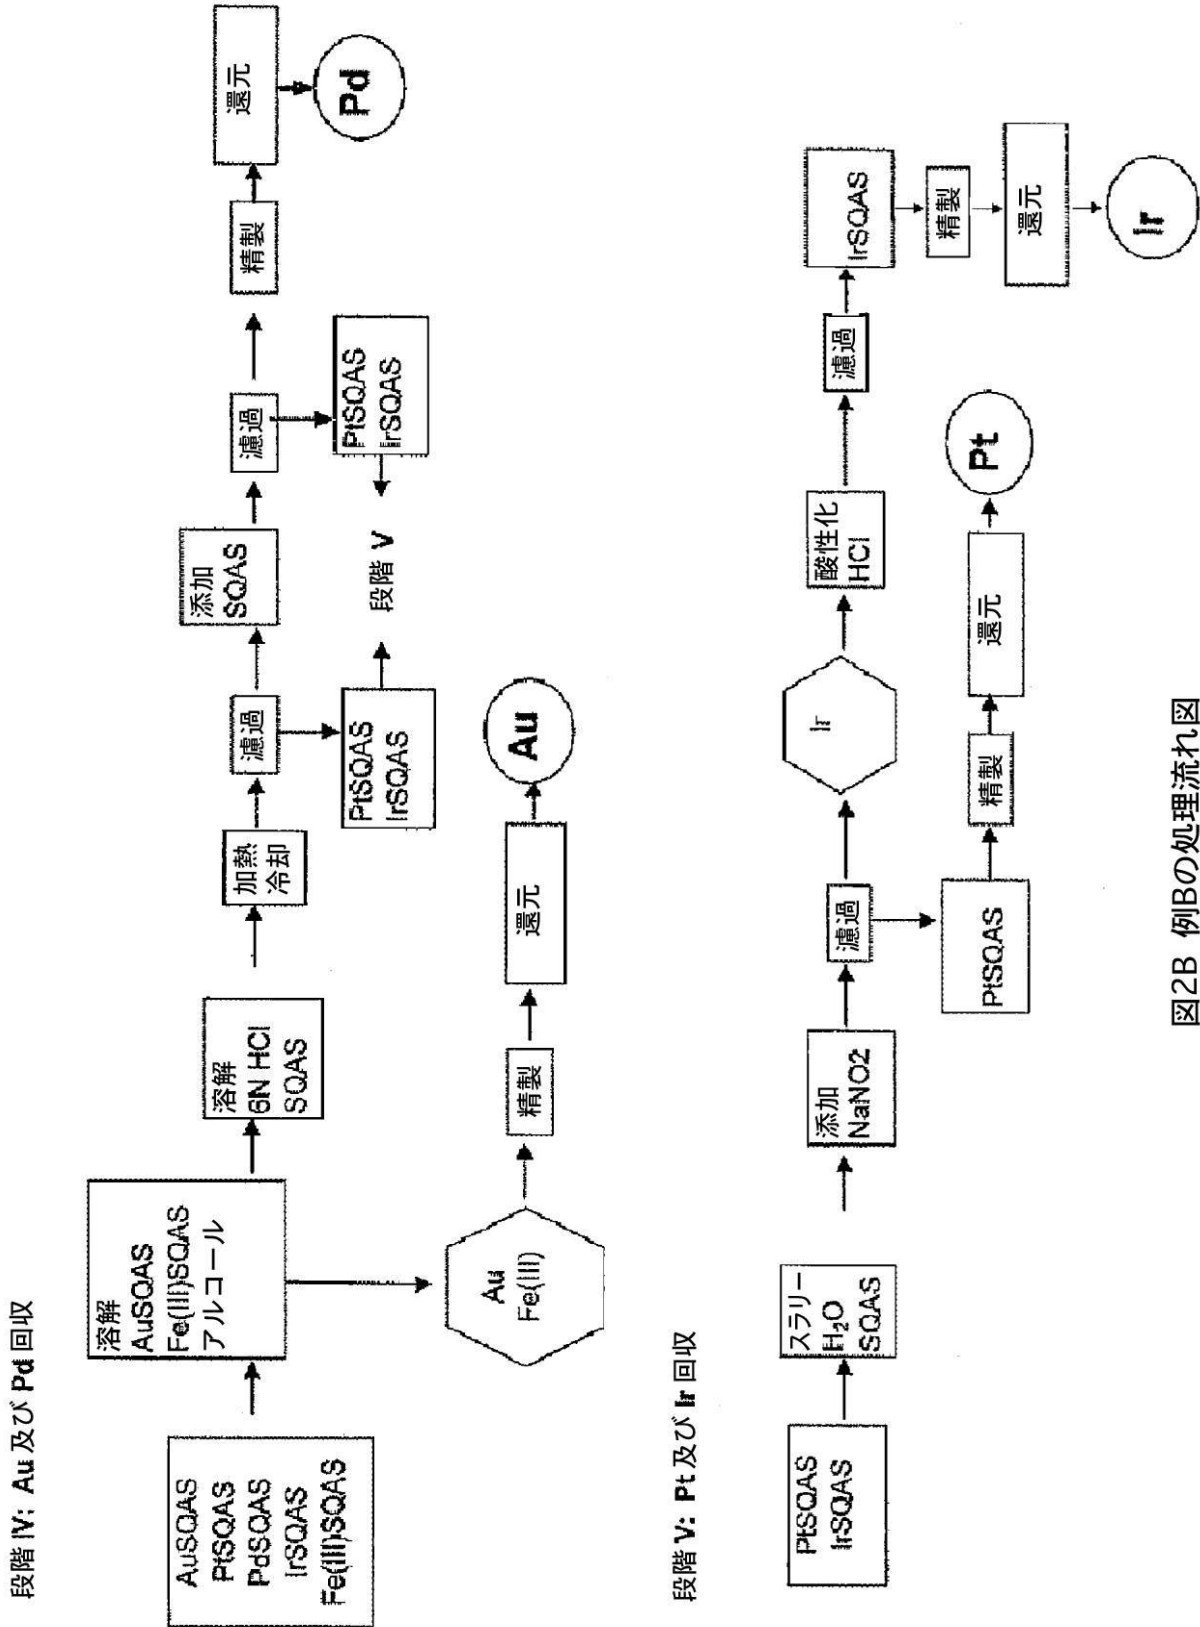 段階 IV: Au 及び Pd 回収
AuSQAS
PtSQAS
PdSQAS
IrSQAS
Fe(III)SQAS
溶解
AuSQAS
Fe(III)SQAS
アルコール
溶解
6N HCl
SQAS
加熱
冷却
濾過
添加
SQAS
濾過
精製
還元
Pd
PtSQAS
IrSQAS
段階 V
PtSQAS
IrSQAS
Au
Fe(III)
精製
還元
Au
段階 V: Pt 及び Ir 回収
PtSQAS
IrSQAS
スラリー
H₂O
SQAS
添加
NaNO2
濾過
Ir
酸性化
HCl
濾過
IrSQAS
精製
還元
Ir
PtSQAS
精製
還元
Pt
図2B 例Bの処理流れ図